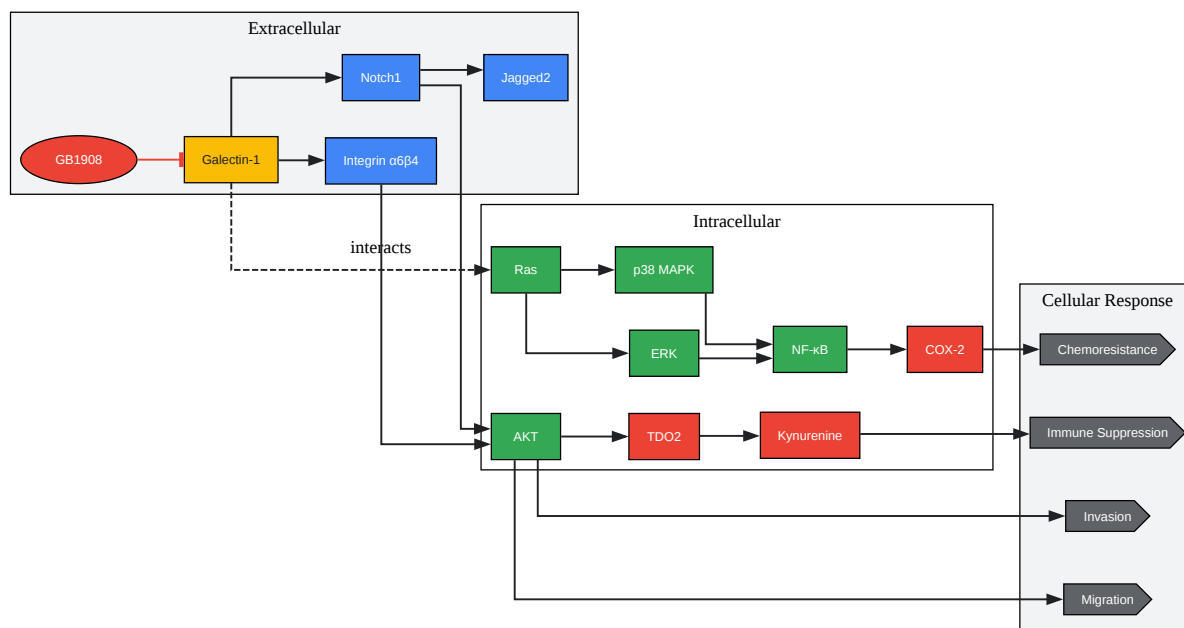 Extracellular
Notch1
Jagged2
GB1908
Galectin-1
Integrin α6β4
Intracellular
interacts
Ras
p38 MAPK
Cellular Response
ERK
NF-κB
COX-2
Chemoresistance
AKT
TDO2
Kynurenine
Immune Suppression
Invasion
Migration